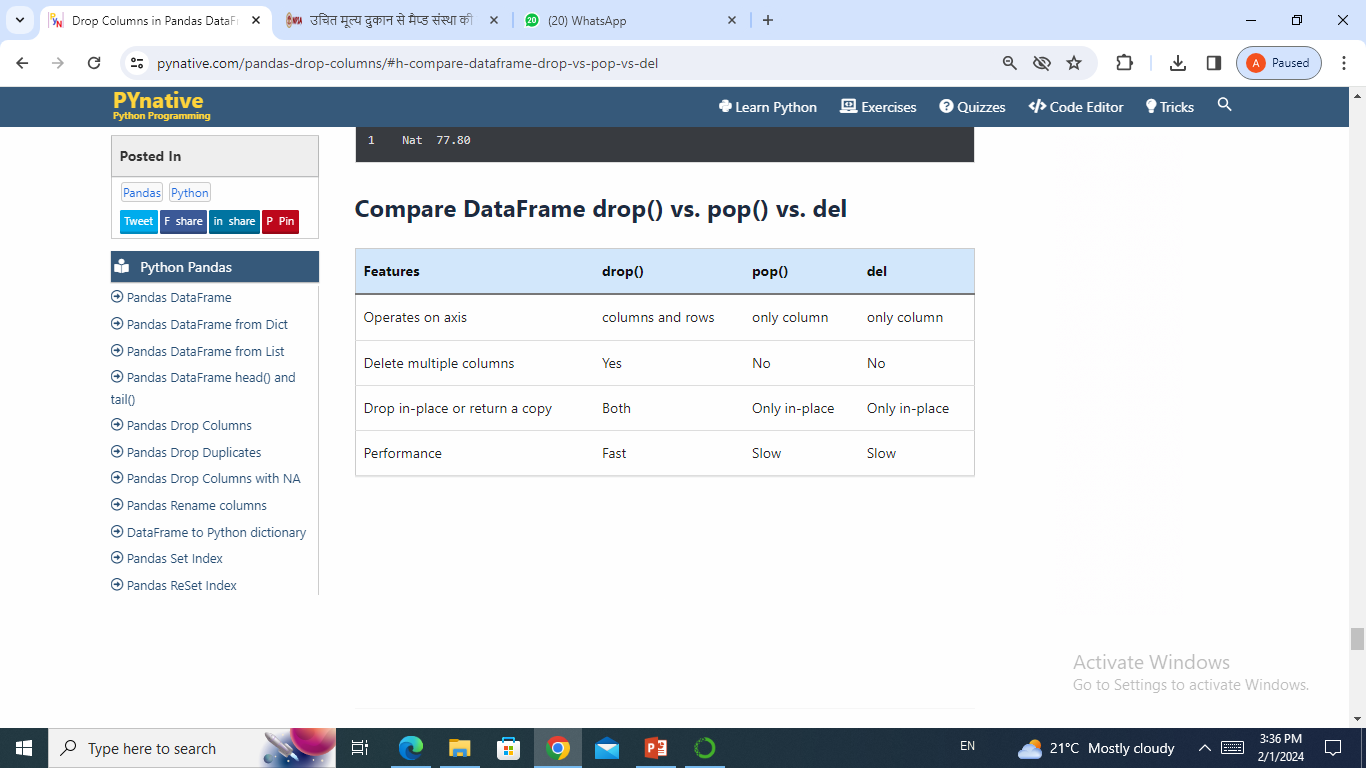 Drop Columns in Pandas DataF
उचित मूल्य दुकान से मैप्ड संस्था की
(20) WhatsApp
pynative.com/pandas-drop-columns/#h-compare-dataframe-drop-vs-pop-vs-del
A Paused
PYnative
Python Programming
Learn Python Exercises Quizzes Code Editor Tricks
1 Nat 77.80
Posted In
Pandas Python
Tweet F share in share P Pin
Python Pandas
Pandas DataFrame
Pandas DataFrame from Dict
Pandas DataFrame from List
Pandas DataFrame head() and
tail()
Pandas Drop Columns
Pandas Drop Duplicates
Pandas Drop Columns with NA
Pandas Rename columns
DataFrame to Python dictionary
Pandas Set Index
Pandas ReSet Index
Compare DataFrame drop() vs. pop() vs. del
Features drop() pop() del
Operates on axis columns and rows only column only column
Delete multiple columns Yes No No
Drop in-place or return a copy Both Only in-place Only in-place
Performance Fast Slow Slow
Activate Windows
Go to Settings to activate Windows.
Type here to search
EN
21°C Mostly cloudy
3:36 PM
2/1/2024